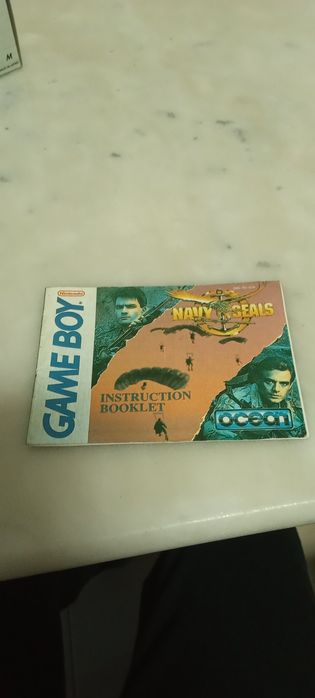 M
Nintendo
GAME BOY
NAVY SEALS
INSTRUCTION
BOOKLET
ocean